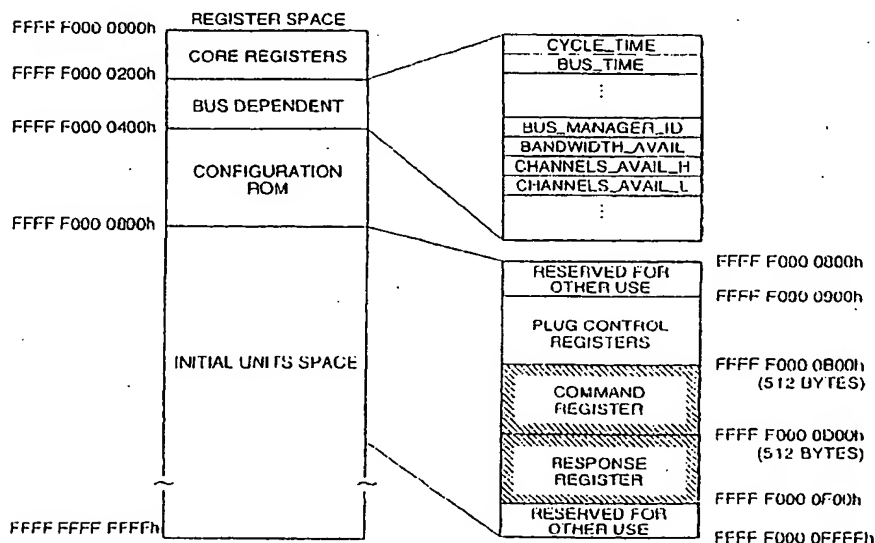 REGISTER SPACE
FFFF F000 0000h
CORE REGISTERS
FFFF F000 0200h
BUS DEPENDENT
FFFF F000 0400h
CONFIGURATION
ROM
FFFF F000 0800h
INITIAL UNITS SPACE
FFFF FFFF FFFFh
CYCLE_TIME
BUS_TIME
⋮
BUS_MANAGER_ID
BANDWIDTH_AVAIL
CHANNELS_AVAIL_H
CHANNELS_AVAIL_L
⋮
FFFF F000 0800h
RESERVED FOR
OTHER USE
FFFF F000 0900h
PLUG CONTROL
REGISTERS
FFFF F000 0B00h
(512 BYTES)
COMMAND
REGISTER
FFFF F000 0D00h
(512 BYTES)
RESPONSE
REGISTER
FFFF F000 0F00h
RESERVED FOR
OTHER USE
FFFF F000 0FFFFh